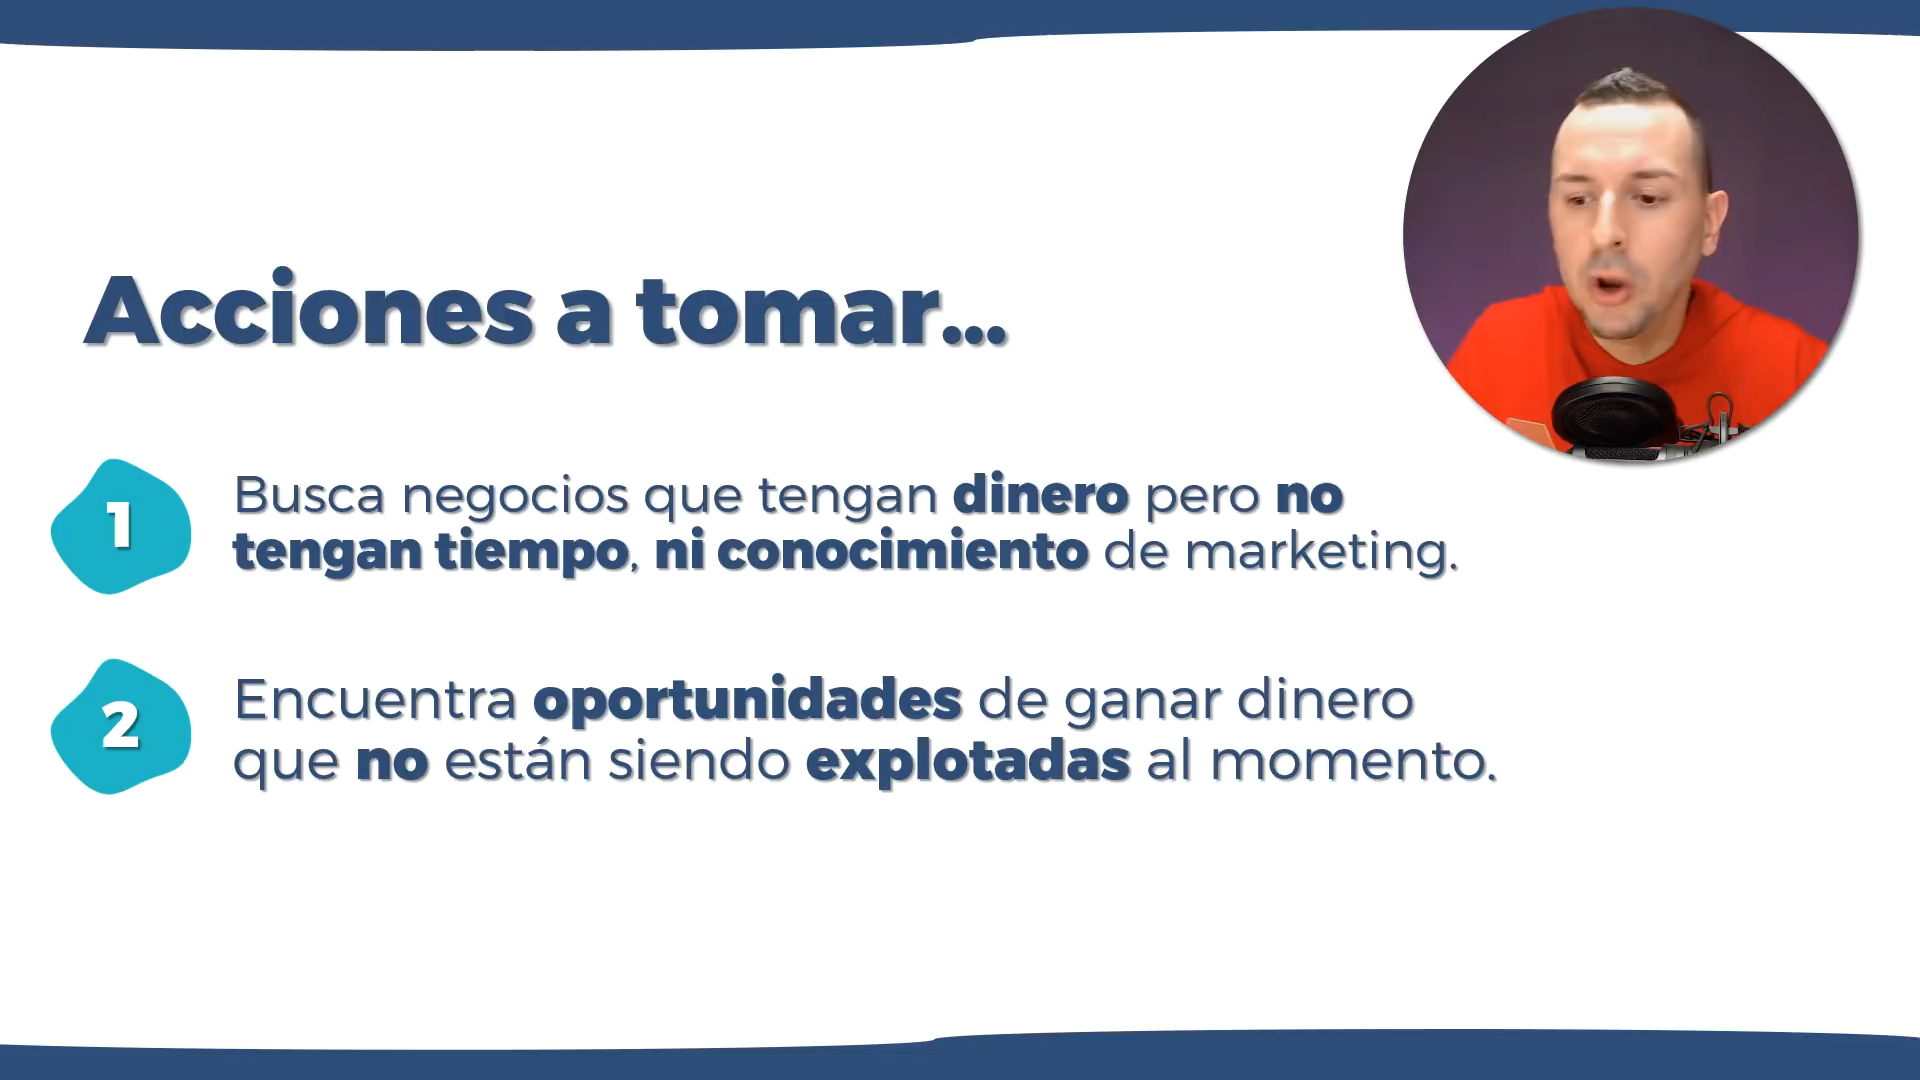 Acciones a tomar...
1
Busca negocios que tengan dinero pero no
tengan tiempo, ni conocimiento de marketing.
2
Encuentra oportunidades de ganar dinero
que no están siendo explotadas al momento.